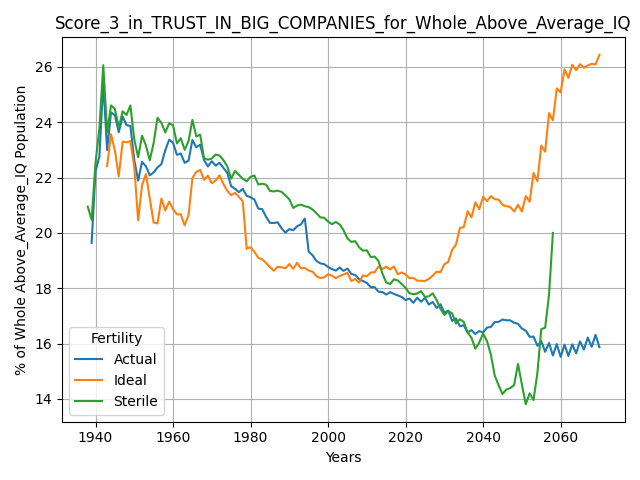 Score_3_in_TRUST_IN_BIG_COMPANIES_for_Whole_Above_Average_IQ
% of Whole Above_Average_IQ Population
26
24
22
20
18
16
14
Fertility
Actual
Ideal
Sterile
1940 1960 1980 2000 2020 2040 2060
Years